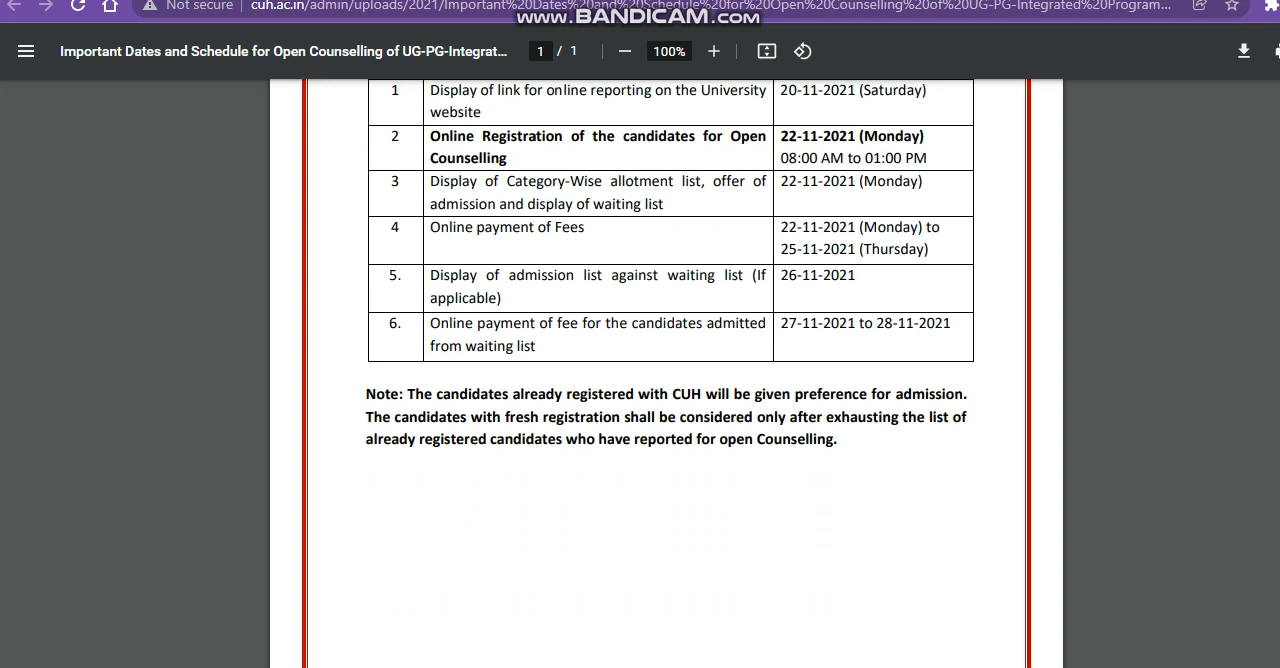 Not secure cuh.ac.in/admin/uploads/2021/Important%20Dates%20and%20Schedule%20for%20Open%20Counselling%20of%20UG-PG-Integrated%20Program...
www.BANDICAM.com
Important Dates and Schedule for Open Counselling of UG-PG-Integrat... 1 / 1 100%
1 Display of link for online reporting on the University 20-11-2021 (Saturday)
website
2 Online Registration of the candidates for Open 22-11-2021 (Monday)
Counselling 08:00 AM to 01:00 PM
3 Display of Category-Wise allotment list, offer of 22-11-2021 (Monday)
admission and display of waiting list
4 Online payment of Fees 22-11-2021 (Monday) to
25-11-2021 (Thursday)
5. Display of admission list against waiting list (If 26-11-2021
applicable)
6. Online payment of fee for the candidates admitted 27-11-2021 to 28-11-2021
from waiting list
Note: The candidates already registered with CUH will be given preference for admission.
The candidates with fresh registration shall be considered only after exhausting the list of
already registered candidates who have reported for open Counselling.